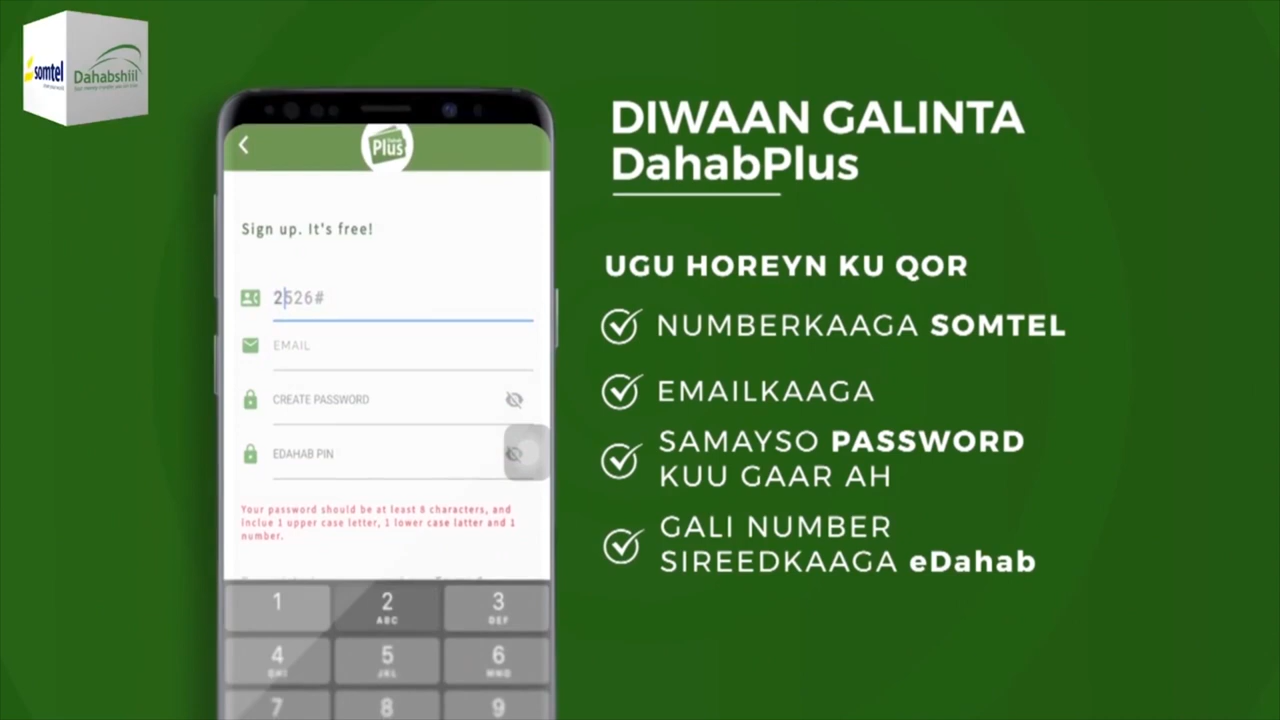 somtel
Dahabshiil
DIWAAN GALINTA
DahabPlus
Plus
Sign up. It's free!
2526#
EMAIL
CREATE PASSWORD
EDAHAB PIN
Your password should be at least 8 characters, and
inclue 1 upper case letter, 1 lower case latter and 1
number.
1
2
3
ABC
DEF
4
5
6
GHI
JKL
MNO
7
8
9
UGU HOREYN KU QOR
NUMBERKAAGA SOMTEL
EMAILKAAGA
SAMAYSO PASSWORD
KUU GAAR AH
GALI NUMBER
SIREEDKAAGA eDahab